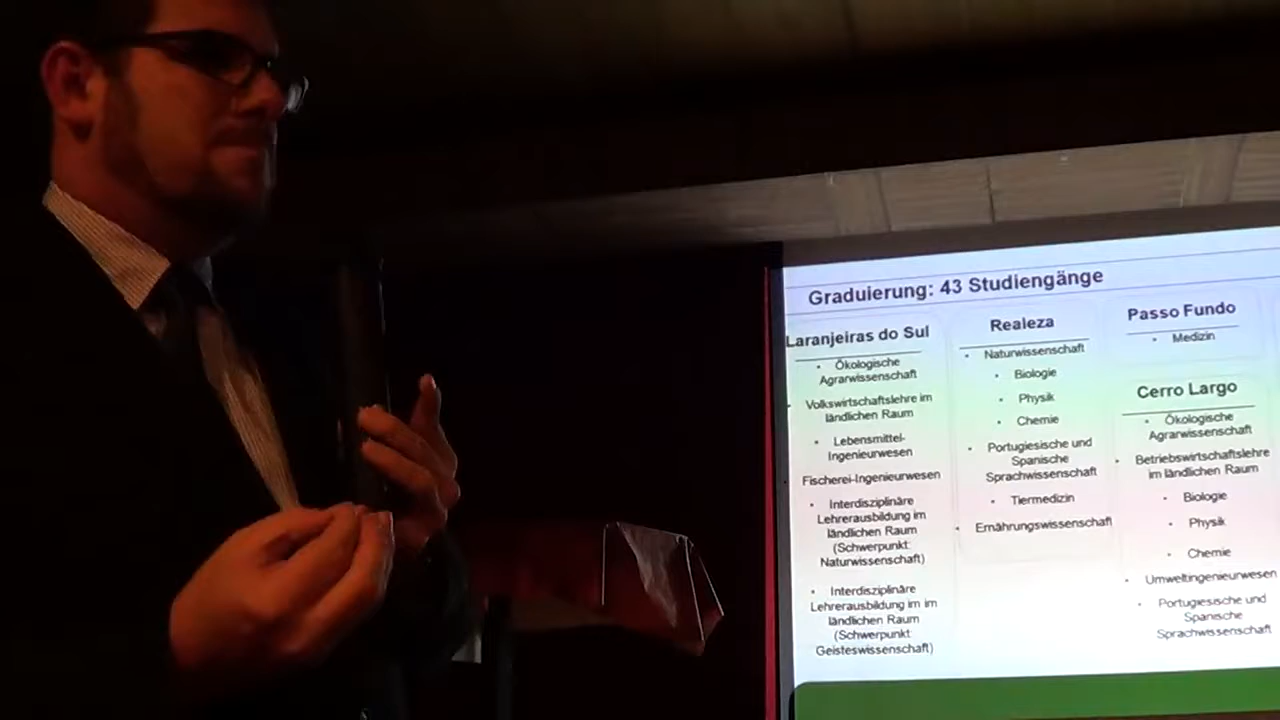 Graduierung: 43 Studiengänge
Laranjeiras do Sul
• Ökologische
Agrarwissenschaft
• Volkswirtschaftslehre im
ländlichen Raum
• Lebensmittel-
Ingenieurwesen
• Fischerei-Ingenieurwesen
• Interdisziplinäre
Lehrerausbildung im
ländlichen Raum
(Schwerpunkt:
Naturwissenschaft)
• Interdisziplinäre
Lehrerausbildung im im
ländlichen Raum
(Schwerpunkt:
Geisteswissenschaft)
Realeza
• Naturwissenschaft
• Biologie
• Physik
• Chemie
• Portugiesische und
Spanische
Sprachwissenschaft
• Tiermedizin
• Ernährungswissenschaft
Passo Fundo
• Medizin
Cerro Largo
• Ökologische
Agrarwissenschaft
• Betriebswirtschaftslehre
im ländlichen Raum
• Biologie
• Physik
• Chemie
• Umweltingenieurwesen
• Portugiesische und
Spanische
Sprachwissenschaft